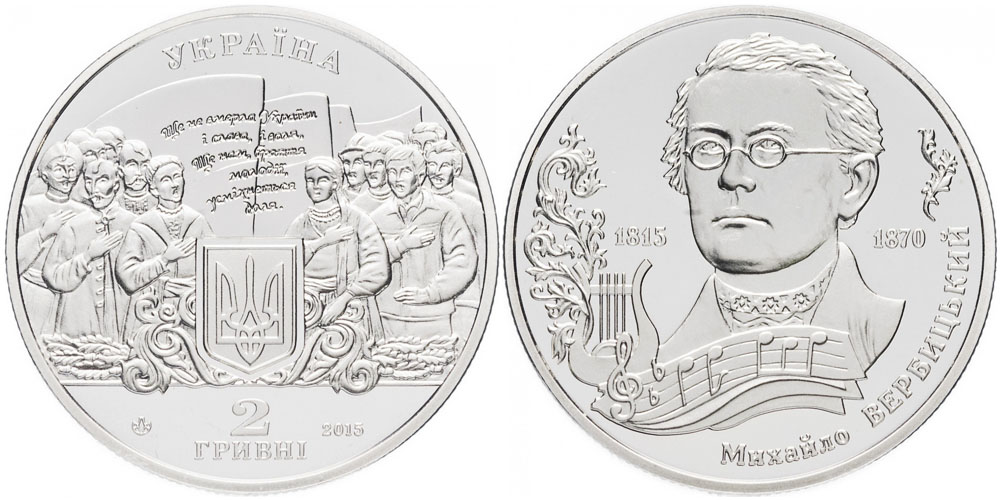 УКРАЇНА
Ще не вмерла України
і слава, і воля,
Ще нам, браття
молодії,
усміхнеться
доля.
2
ГРИВНІ
2015
1815
1870
Михайло ВЕРБИЦЬКИЙ